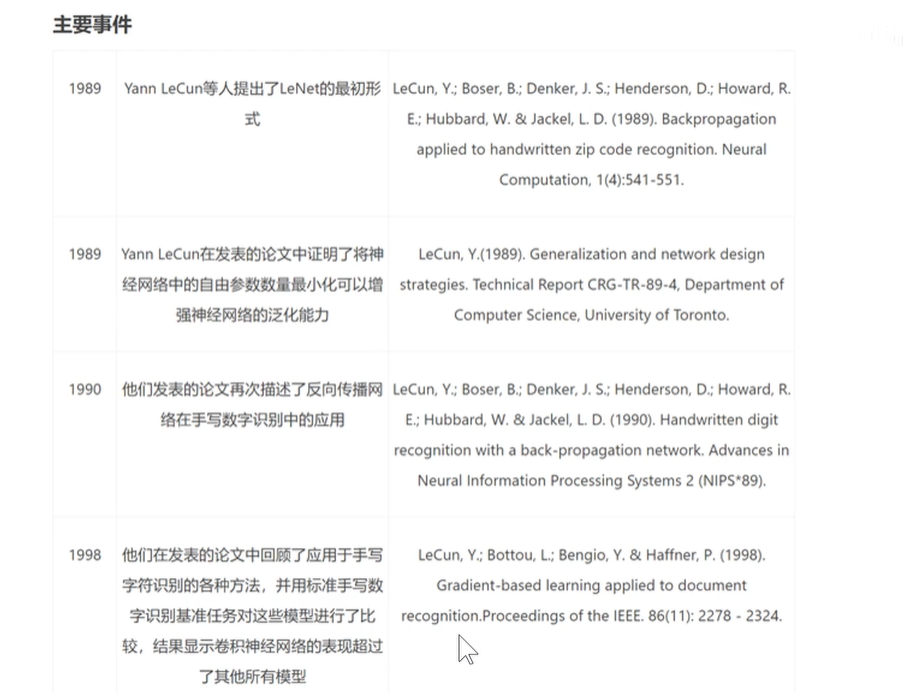 主要事件
1989
Yann LeCun等人提出了LeNet的最初形
式
LeCun, Y.; Boser, B.; Denker, J. S.; Henderson, D.; Howard, R.
E.; Hubbard, W. & Jackel, L. D. (1989). Backpropagation
applied to handwritten zip code recognition. Neural
Computation, 1(4):541-551.
1989
Yann LeCun在发表的论文中证明了将神
经网络中的自由参数数量最小化可以增
强神经网络的泛化能力
LeCun, Y.(1989). Generalization and network design
strategies. Technical Report CRG-TR-89-4, Department of
Computer Science, University of Toronto.
1990
他们发表的论文再次描述了反向传播网
络在手写数字识别中的应用
LeCun, Y.; Boser, B.; Denker, J. S.; Henderson, D.; Howard, R.
E.; Hubbard, W. & Jackel, L. D. (1990). Handwritten digit
recognition with a back-propagation network. Advances in
Neural Information Processing Systems 2 (NIPS*89).
1998
他们在发表的论文中回顾了应用于手写
字符识别的各种方法，并用标准手写数
字识别基准任务对这些模型进行了比
较，结果显示卷积神经网络的表现超过
了其他所有模型
LeCun, Y.; Bottou, L.; Bengio, Y. & Haffner, P. (1998).
Gradient-based learning applied to document
recognition.Proceedings of the IEEE. 86(11): 2278 - 2324.